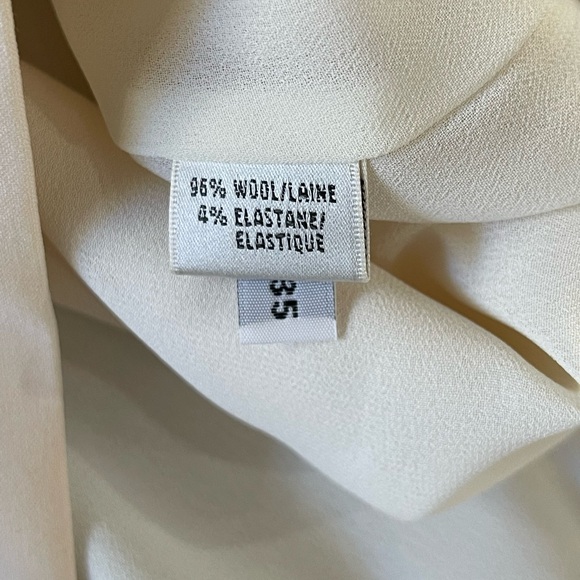 96% WOOL/LAINE
4% ELASTANE/
ELASTIQUE
35